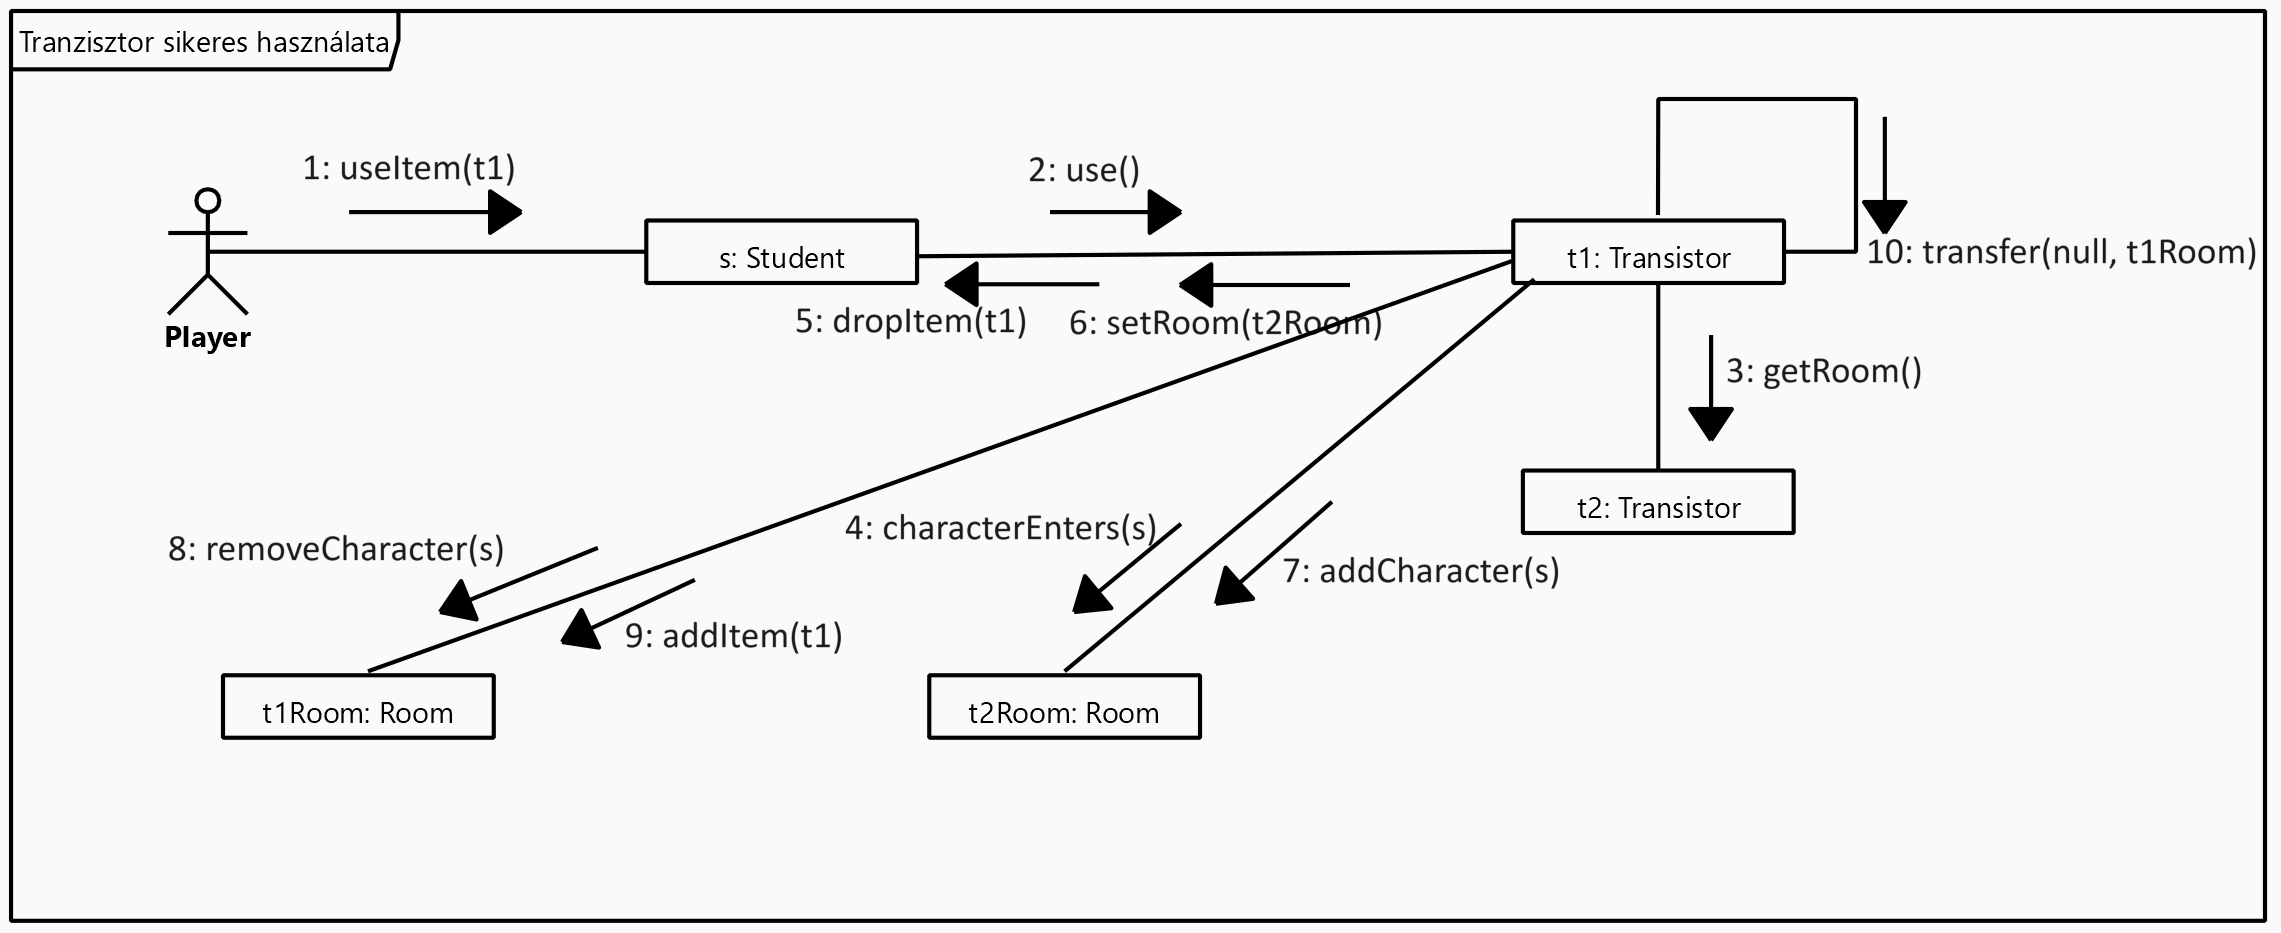 Tranzisztor sikeres használata
1: useItem(t1)
2: use()
Player
s: Student
t1: Transistor
10: transfer(null, t1Room)
5: dropItem(t1)
6: setRoom(t2Room)
3: getRoom()
t2: Transistor
8: removeCharacter(s)
4: characterEnters(s)
7: addCharacter(s)
9: addItem(t1)
t1Room: Room
t2Room: Room